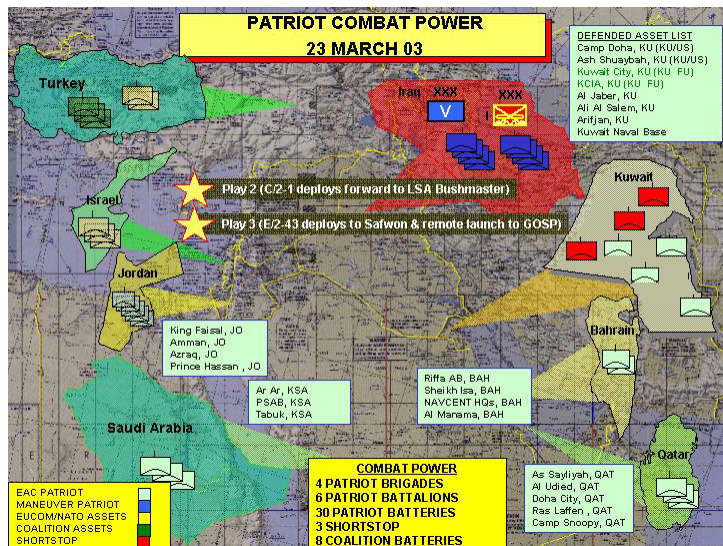 PATRIOT COMBAT POWER
23 MARCH 03
DEFENDED ASSET LIST
Camp Doha, KU (KU/US)
Ash Shuaybah, KU (KU/US)
Kuwait City, KU (KU FU)
KCIA, KU (KU FU)
Al Jaber, KU
Ali Al Salem, KU
Arifjan, KU
Kuwait Naval Base
Turkey
Iraq XXX
XXX
V
I
Kuwait
Israel
Play 2 (C/2-1 deploys forward to LSA Bushmaster)
Play 3 (E/2-43 deploys to Safwon & remote launch to GOSP)
Jordan
King Faisal, JO
Amman, JO
Azraq, JO
Prince Hassan , JO
Bahrain
Riffa AB, BAH
Sheikh Isa, BAH
NAVCENT HQs, BAH
Al Manama, BAH
Ar Ar, KSA
PSAB, KSA
Tabuk, KSA
Saudi Arabia
Qatar
As Sayliyah, QAT
Al Udied, QAT
Doha City, QAT
Ras Laffen , QAT
Camp Snoopy, QAT
COMBAT POWER
4 PATRIOT BRIGADES
6 PATRIOT BATTALIONS
30 PATRIOT BATTERIES
3 SHORTSTOP
8 COALITION BATTERIES
EAC PATRIOT
MANEUVER PATRIOT
EUCOM/NATO ASSETS
COALITION ASSETS
SHORTSTOP